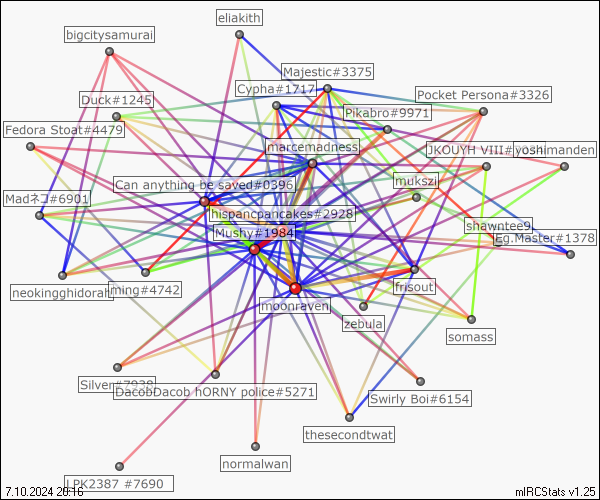 eliakith
bigcitysamurai
Majestic#3375
Cypha#1717
Pocket Persona#3326
Duck#1245
Pikabro#9971
Fedora Stoat#4479
marcemadness
JKOUYH VIII#
yoshimanden
Can anything be saved#0396
mukszi
Madネコ#6901
hispancpancakes#2928
shawntee9
Mushy#1984
Eg.Master#1378
neokingghidorah
ming#4742
moonraven
frisout
zebula
somass
Silver#7938
DacobDacob hORNY police#5271
Swirly Boi#6154
thesecondtwat
normalwan
LPK2387 #7690
7.10.2024 20:16
mIRCStats v1.25